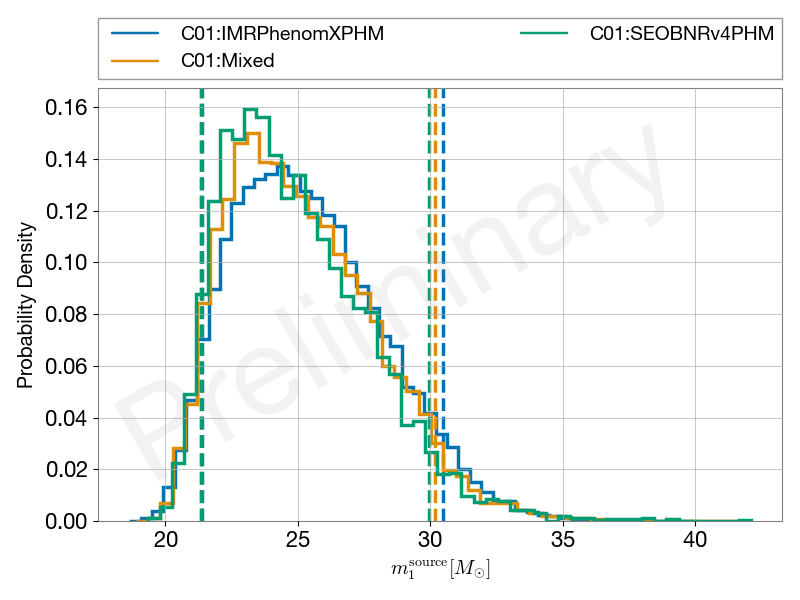 C01:IMRPhenomXPHM
C01:Mixed
C01:SEOBNRv4PHM
0.16
0.14
0.12
0.10
0.08
0.06
0.04
0.02
0.00
Probability Density
Preliminary
20 25 30 35 40
m₁^source [M⊙]